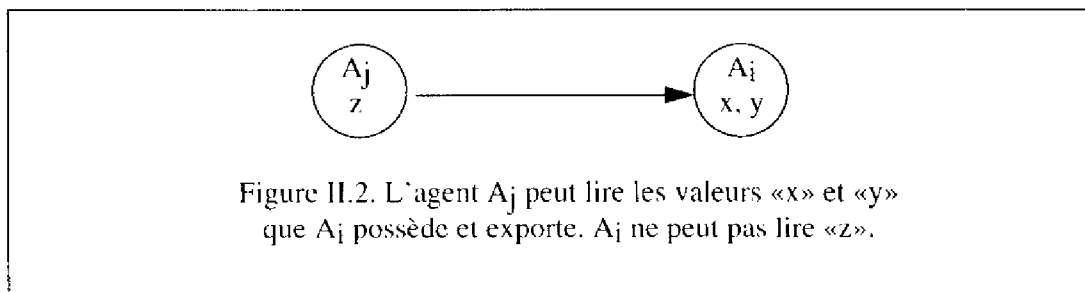 Aj
z
Ai
x, y
Figure II.2. L'agent Aj peut lire les valeurs «x» et «y»
que Ai possède et exporte. Ai ne peut pas lire «z».